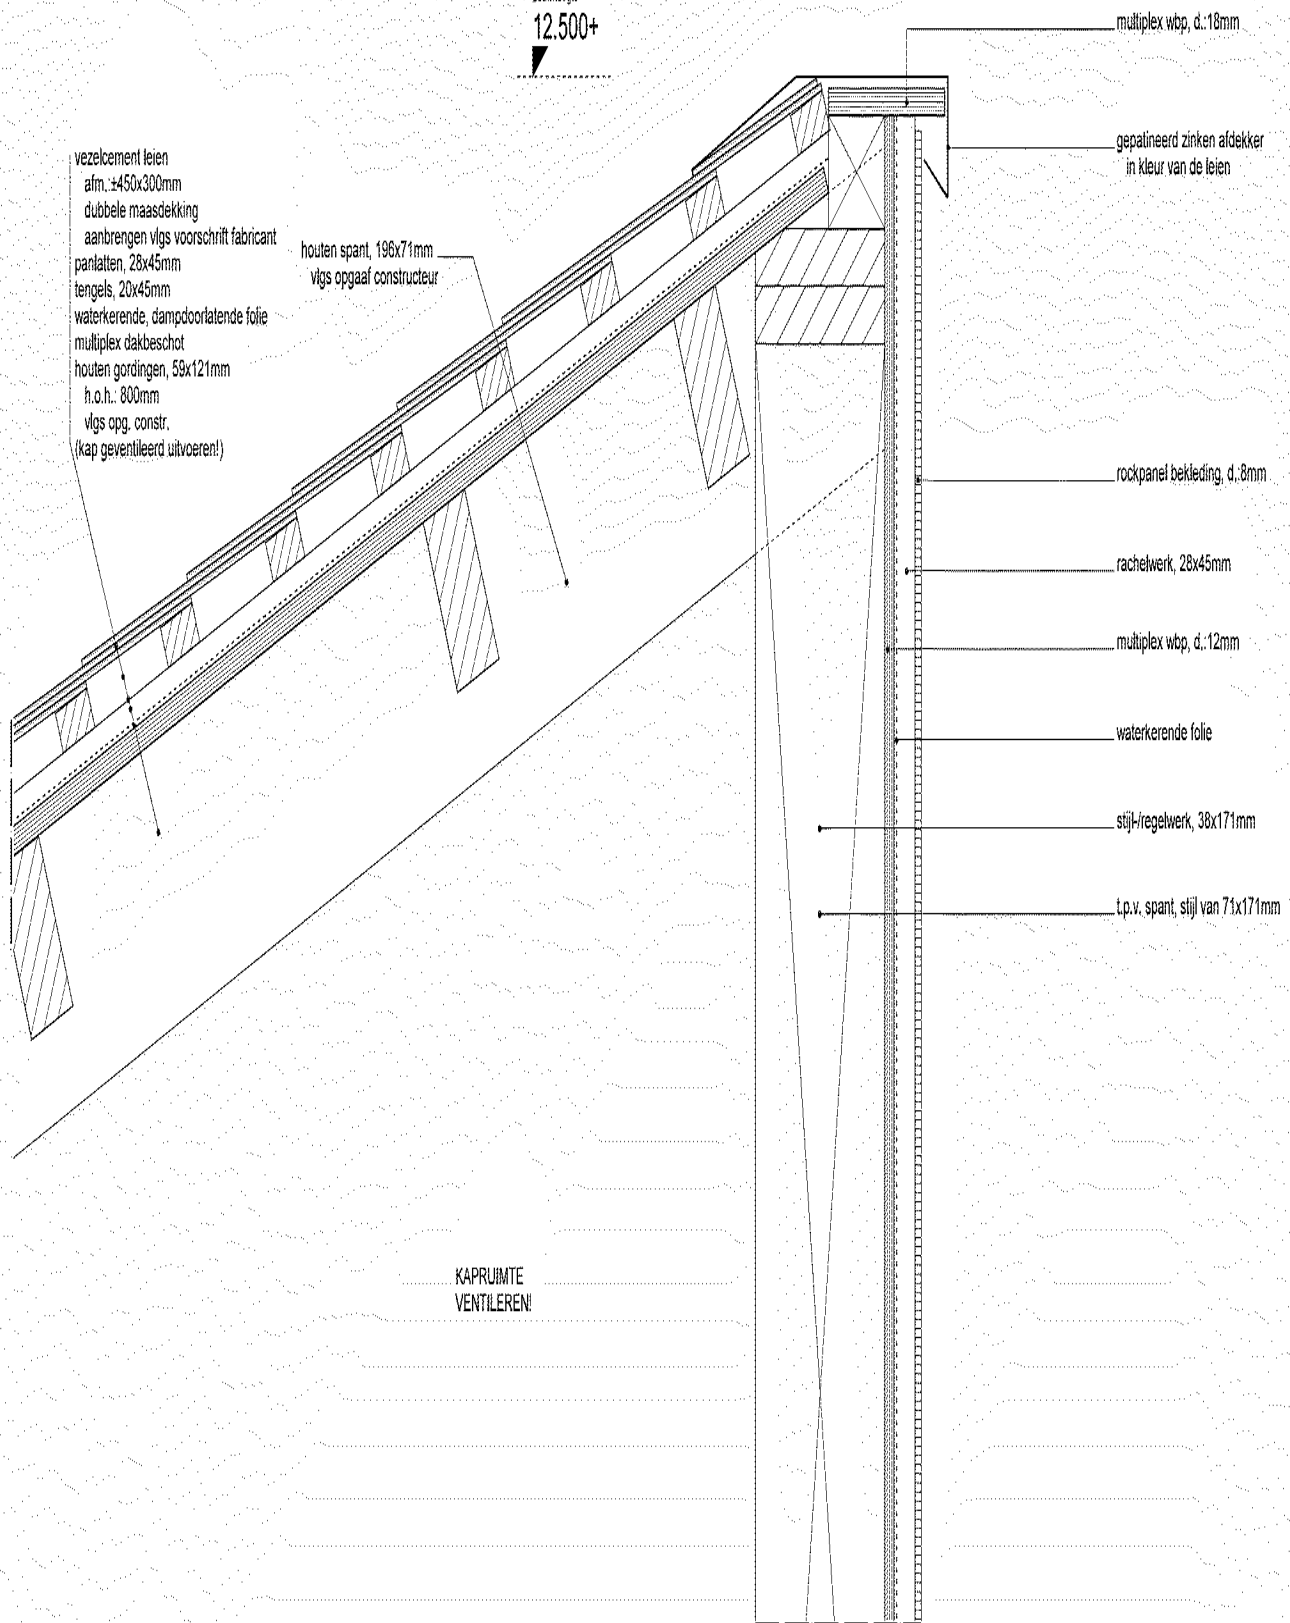 12.500+
multiplex wbp, d.:18mm
gepatineerd zinken afdekker
in kleur van de leien
vezelcement leien
afm.:±450x300mm
dubbele maasdekking
aanbrengen vlgs voorschrift fabricant
panlatten, 28x45mm
tengels, 20x45mm
waterkerende, dampdoorlatende folie
multiplex dakbeschot
houten gordingen, 59x121mm
h.o.h.: 800mm
vlgs opg. constr.
(kap geventileerd uitvoeren!)
houten spant, 196x71mm
vlgs opgaaf constructeur
rockpanel bekleding, d.:8mm
rachelwerk, 28x45mm
multiplex wbp, d.:12mm
waterkerende folie
stijl-/regelwerk, 38x171mm
t.p.v. spant, stijl van 71x171mm
KAPRUIMTE
VENTILEREN!